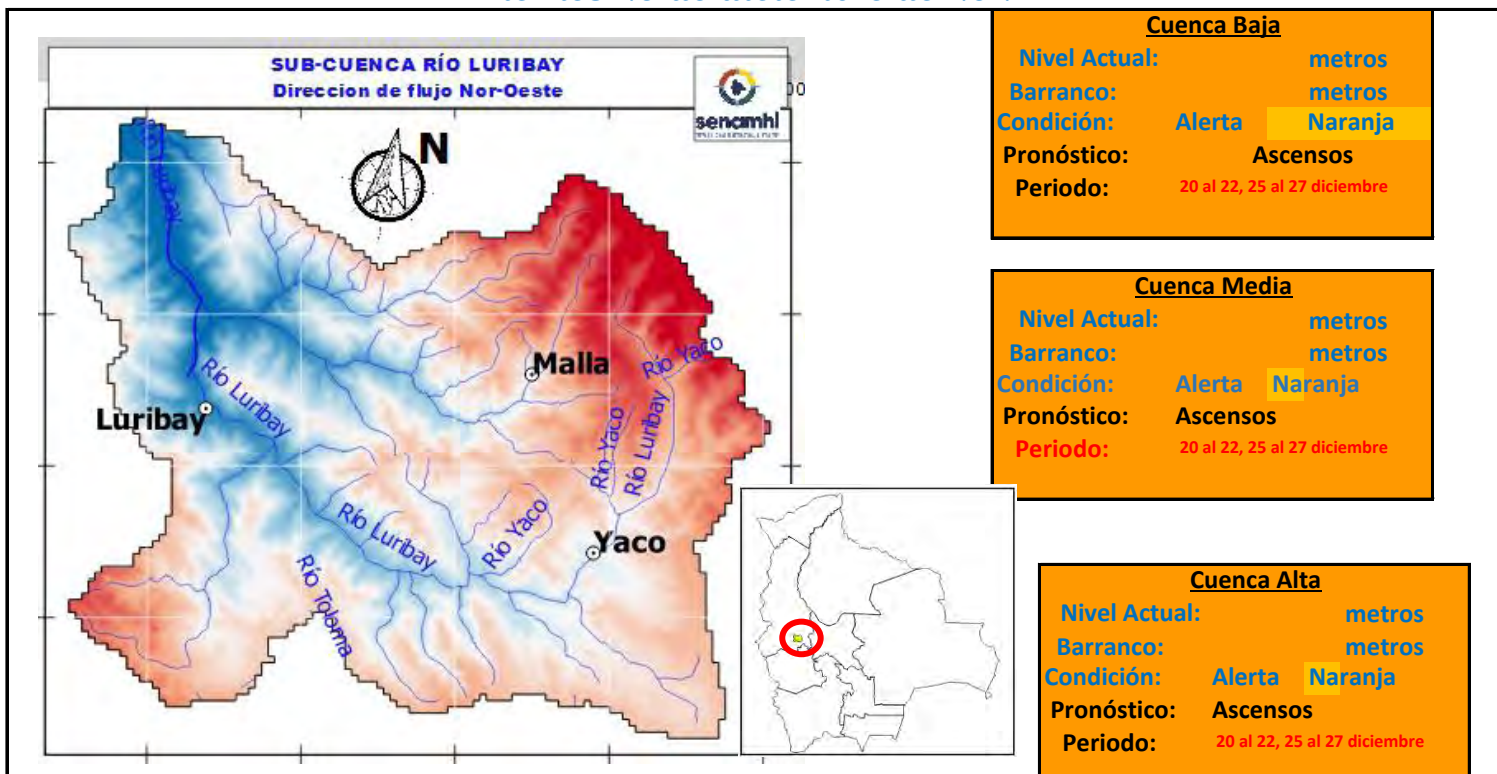 SUB-CUENCA RÍO LURIBAY
Direccion de flujo Nor-Oeste
senamhi
00
N
Malla
Río Yaco
Río Luribay
Luribay
Río Yaco
Río Luribay
Río Luribay
Río Yaco
Yaco
Río Tolama
Cuenca Baja
Nivel Actual: metros
Barranco: metros
Condición: Alerta Naranja
Pronóstico: Ascensos
Periodo: 20 al 22, 25 al 27 diciembre
Cuenca Media
Nivel Actual: metros
Barranco: metros
Condición: Alerta Naranja
Pronóstico: Ascensos
Periodo: 20 al 22, 25 al 27 diciembre
Cuenca Alta
Nivel Actual: metros
Barranco: metros
Condición: Alerta Naranja
Pronóstico: Ascensos
Periodo: 20 al 22, 25 al 27 diciembre